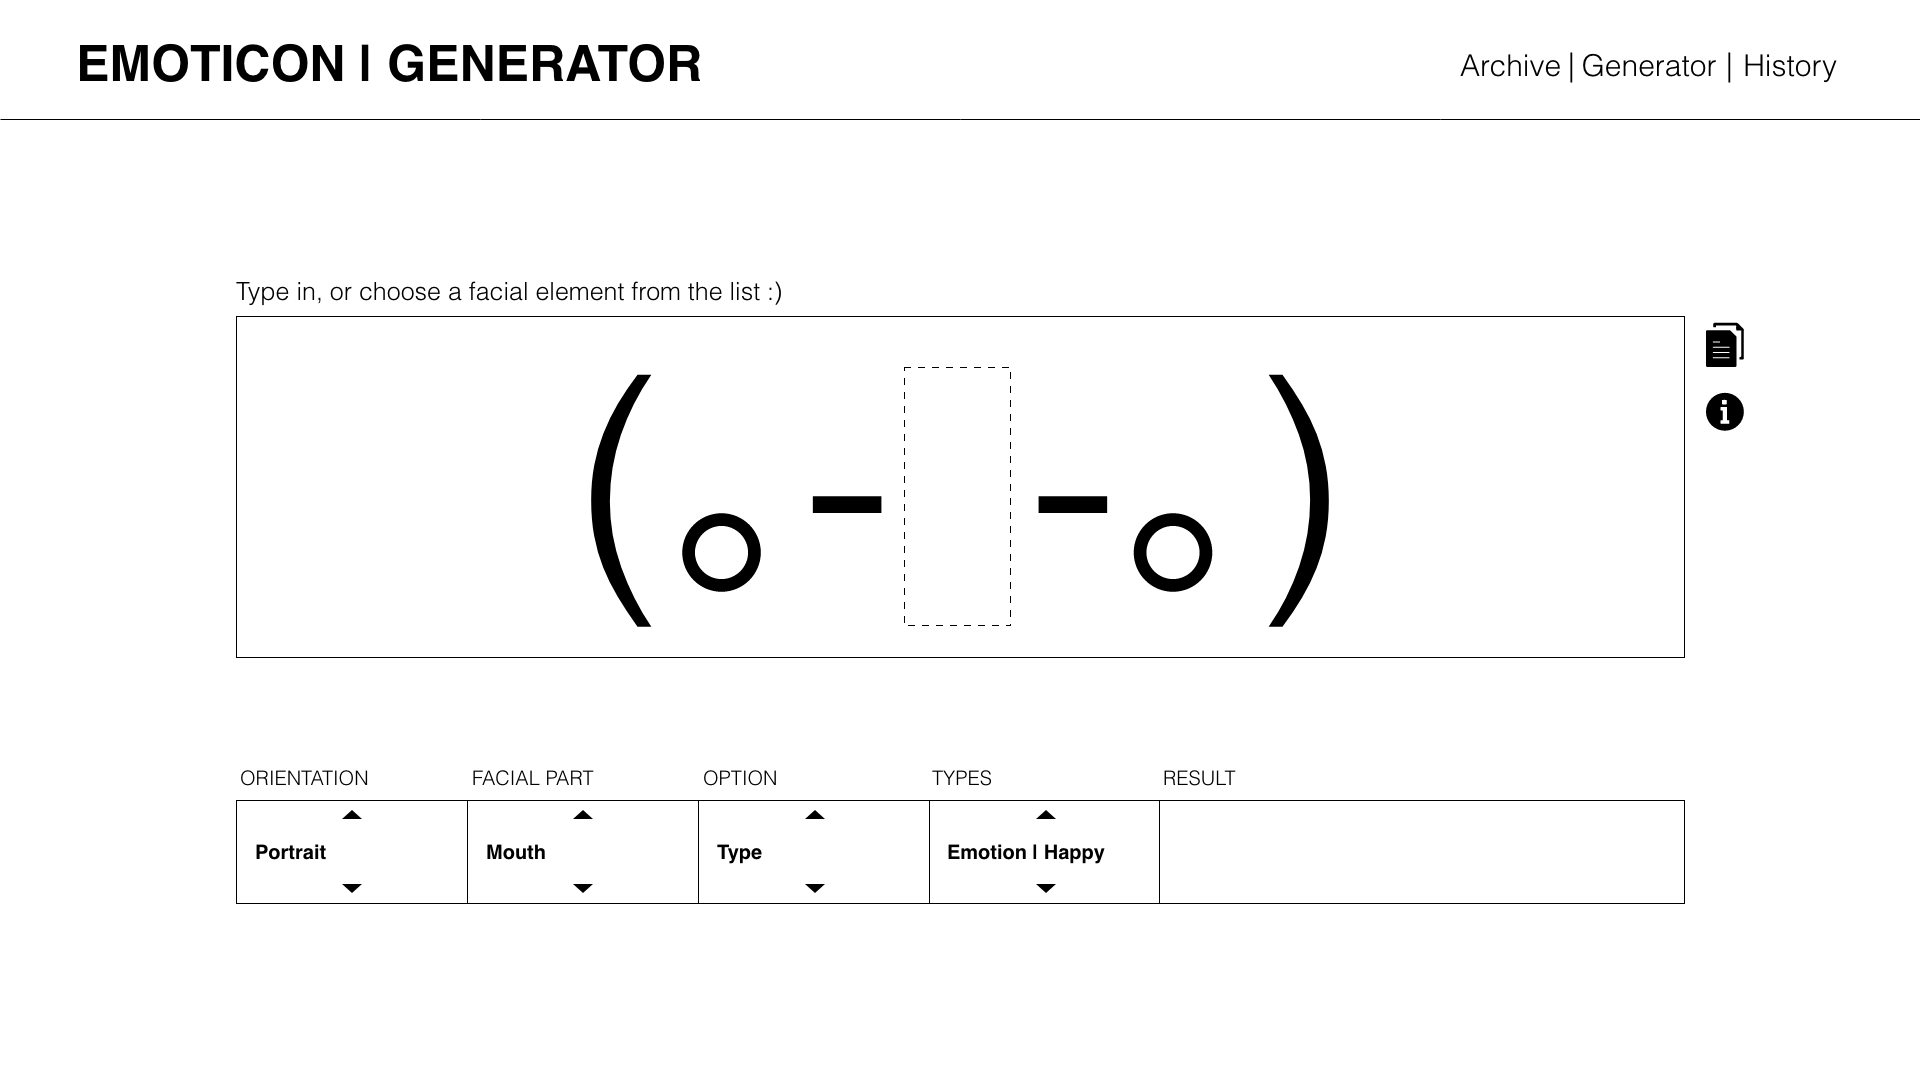 EMOTICON | GENERATOR
Archive | Generator | History
Type in, or choose a facial element from the list :)
(o- -o)
ORIENTATION FACIAL PART OPTION TYPES RESULT
Portrait Mouth Type Emotion | Happy